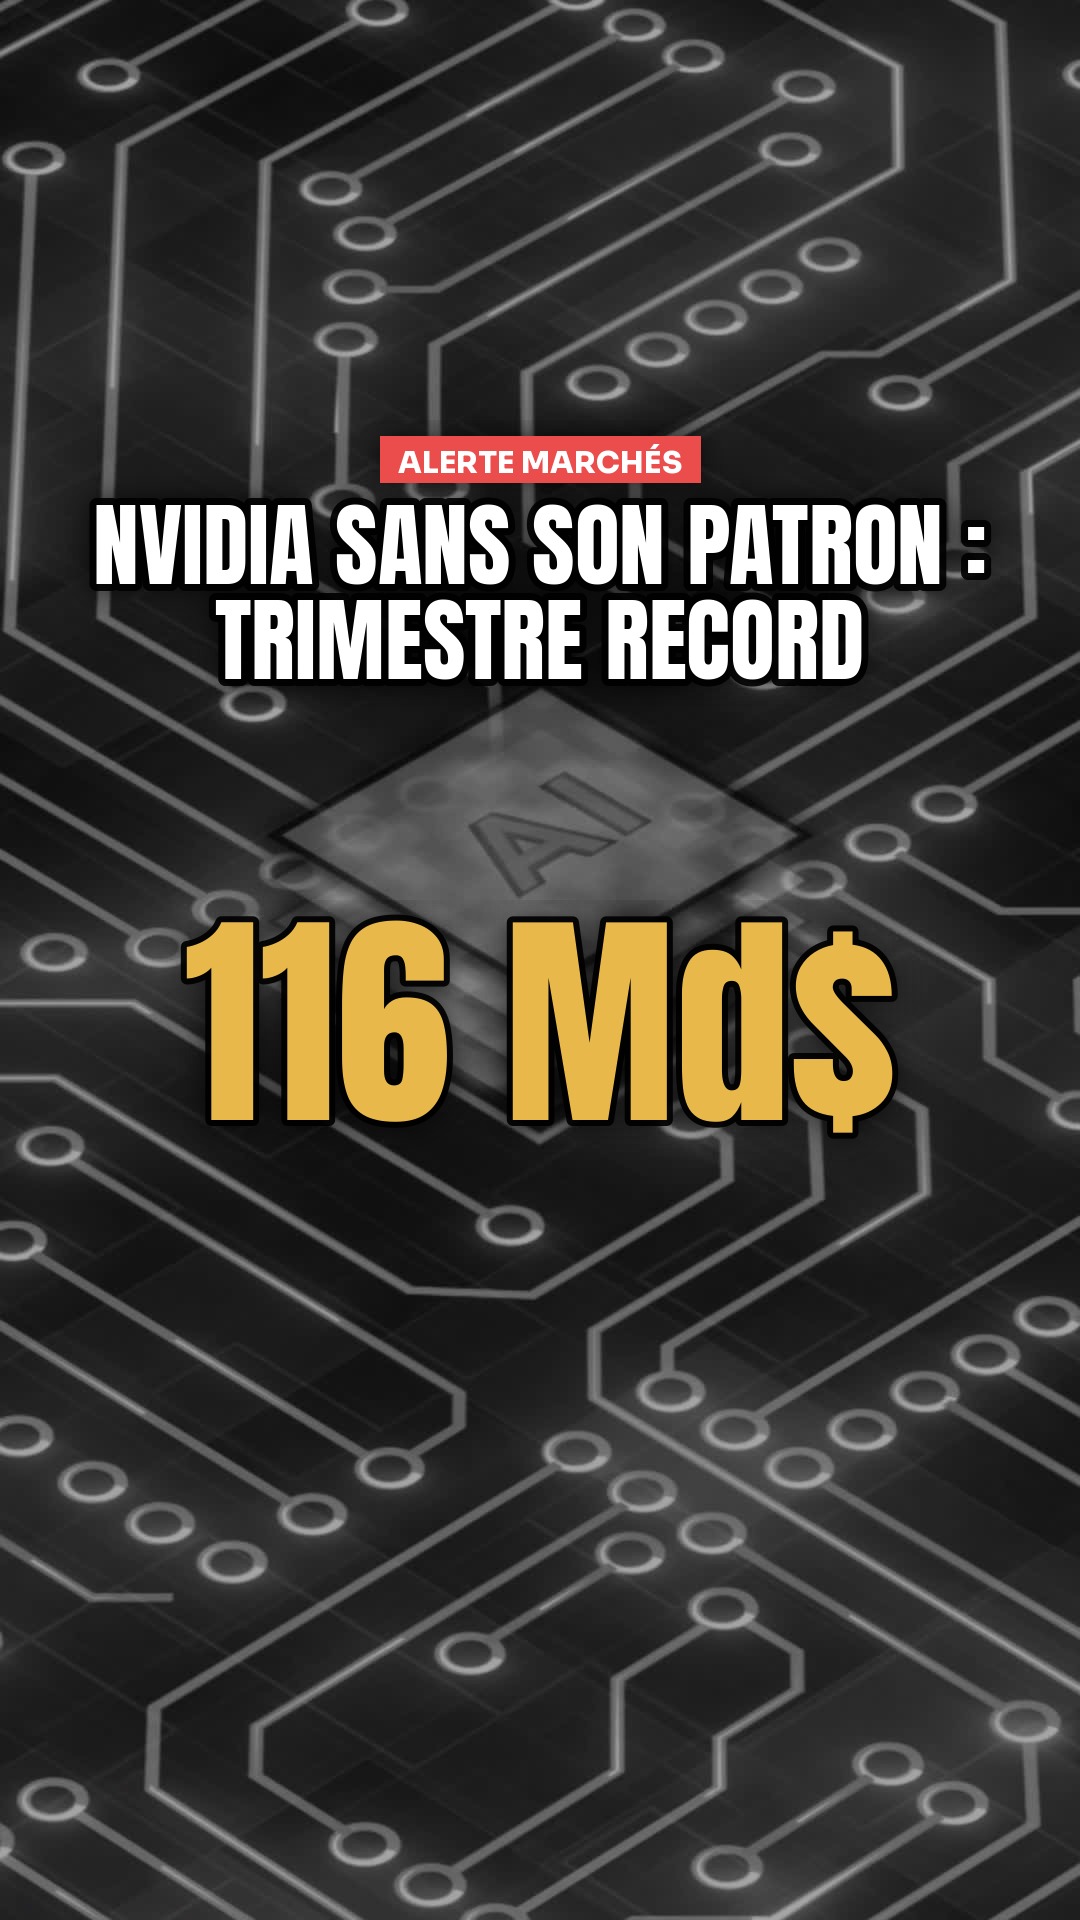 ALERTE MARCHÉS
NVIDIA SANS SON PATRON :
TRIMESTRE RECORD
AI
116 Md$